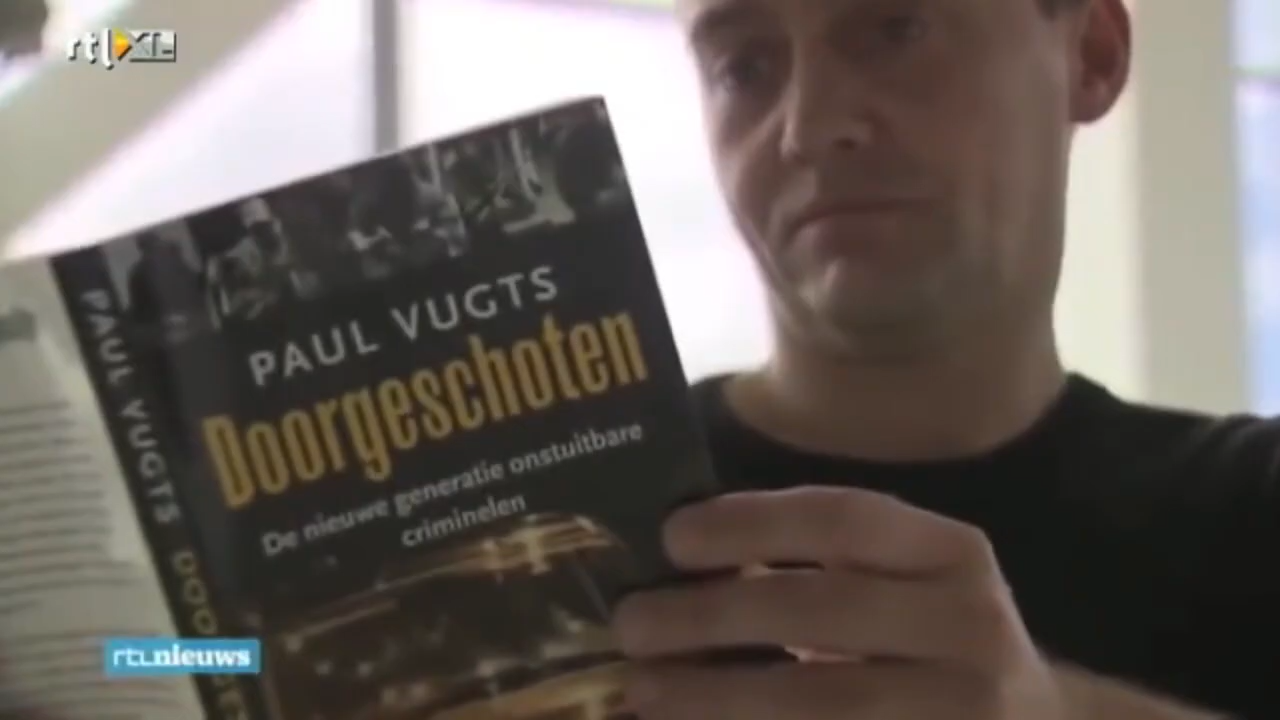 rtl XL
PAUL VUGTS
Doorgeschoten
De nieuwe generatie onstuitbare
criminelen
PAUL VUGTS
rtlnieuws